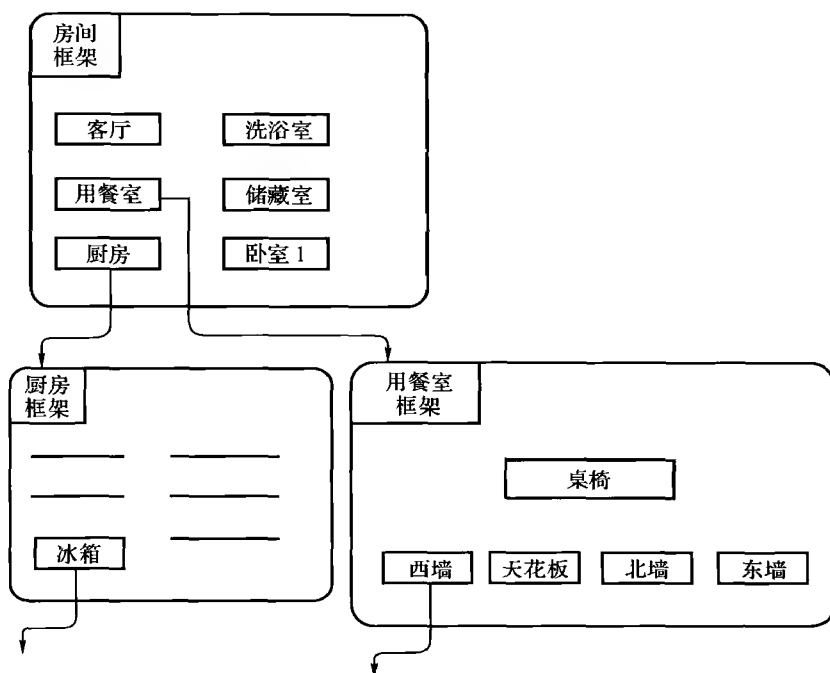 房间
框架
客厅
洗浴室
用餐室
储藏室
厨房
卧室 1
厨房
框架
冰箱
用餐室
框架
桌椅
西墙
天花板
北墙
东墙